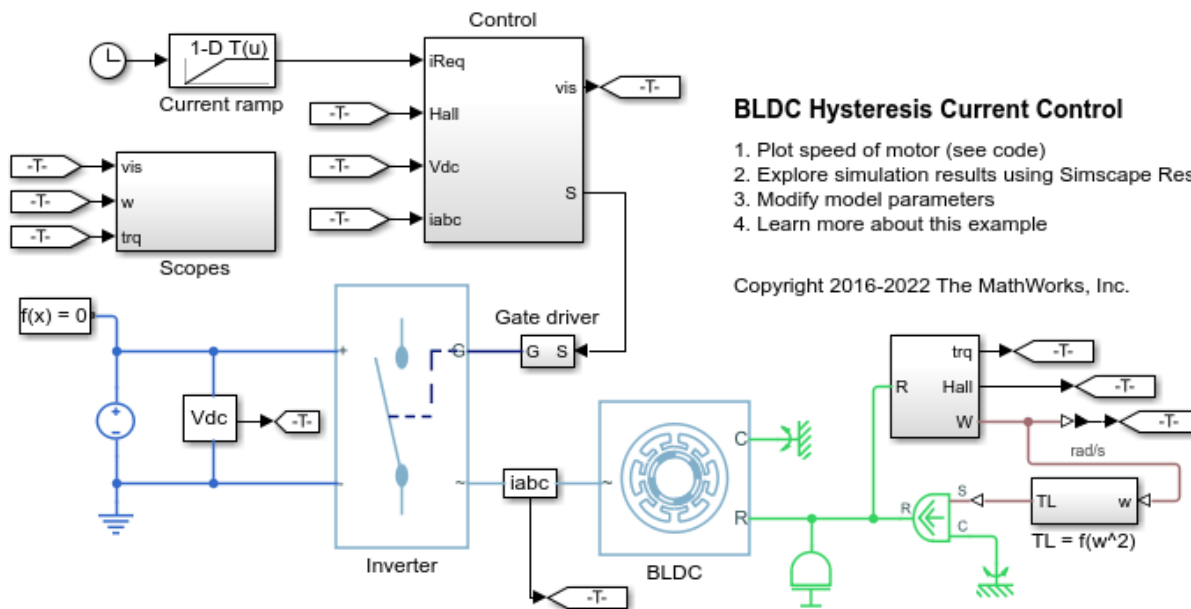 Control
1-D T(u)
Current ramp
iReq
Hall
Vdc
iabc
vis
S
-T-
-T-
-T-
-T-
BLDC Hysteresis Current Control
1. Plot speed of motor (see code)
2. Explore simulation results using Simscape Res
3. Modify model parameters
4. Learn more about this example
Copyright 2016-2022 The MathWorks, Inc.
-T-
-T-
-T-
vis
w
trq
Scopes
f(x) = 0
+
-
Vdc
-T-
+
-
G
~
Inverter
Gate driver
G S
iabc
-T-
~
C
R
BLDC
R
trq
Hall
W
-T-
-T-
-T-
rad/s
R
S
C
TL w
TL = f(w^2)